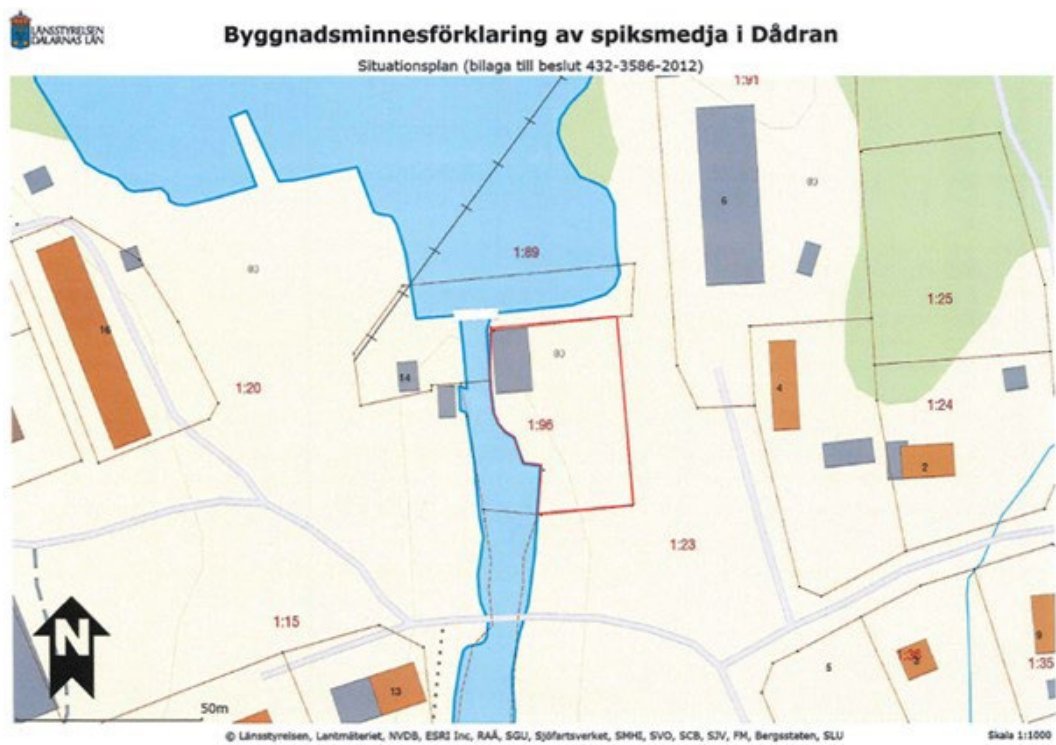 LÄNSSTYRELSEN
DALARNAS LÄN
Byggnadsminnesförklaring av spiksmedja i Dådran
Situationsplan (bilaga till beslut 432-3586-2012)
1:91
6
1:89
1:25
16
14
1:20
4
1:96
1:24
2
1:23
1:15
N
13
5
1:36
3
9
1:35
50m
© Länsstyrelsen, Lantmäteriet, NVDB, ESRI Inc, RAÄ, SGU, Sjöfartsverket, SMHI, SVO, SCB, SJV, FM, Bergsstaten, SLU
Skala 1:1000